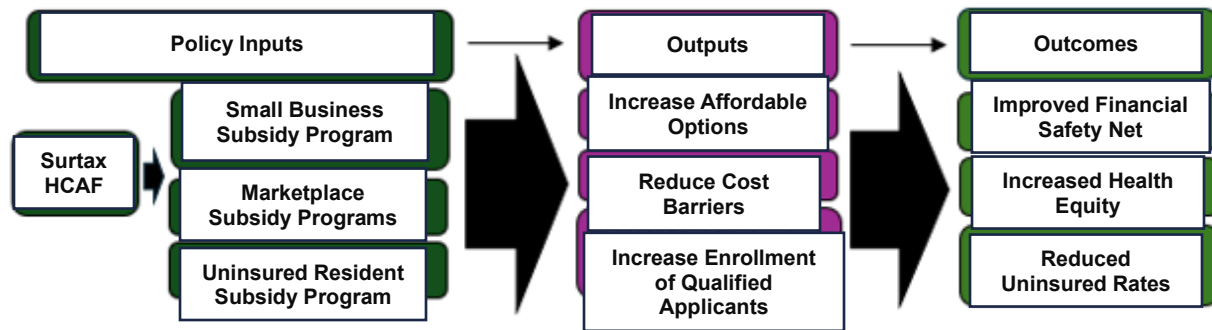 Policy Inputs
Outputs
Outcomes
Surtax
HCAF
Small Business
Subsidy Program
Marketplace
Subsidy Programs
Uninsured Resident
Subsidy Program
Increase Affordable
Options
Reduce Cost
Barriers
Increase Enrollment
of Qualified
Applicants
Improved Financial
Safety Net
Increased Health
Equity
Reduced
Uninsured Rates